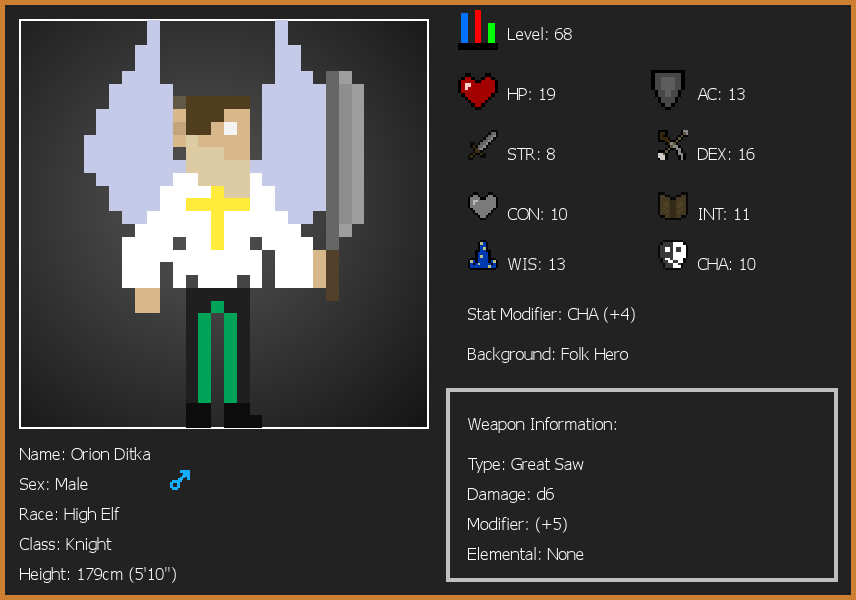 Level: 68
HP: 19
AC: 13
STR: 8
DEX: 16
CON: 10
INT: 11
WIS: 13
CHA: 10
Stat Modifier: CHA (+4)
Background: Folk Hero
Weapon Information:
Type: Great Saw
Damage: d6
Modifier: (+5)
Elemental: None
Name: Orion Ditka
Sex: Male
Race: High Elf
Class: Knight
Height: 179cm (5'10")